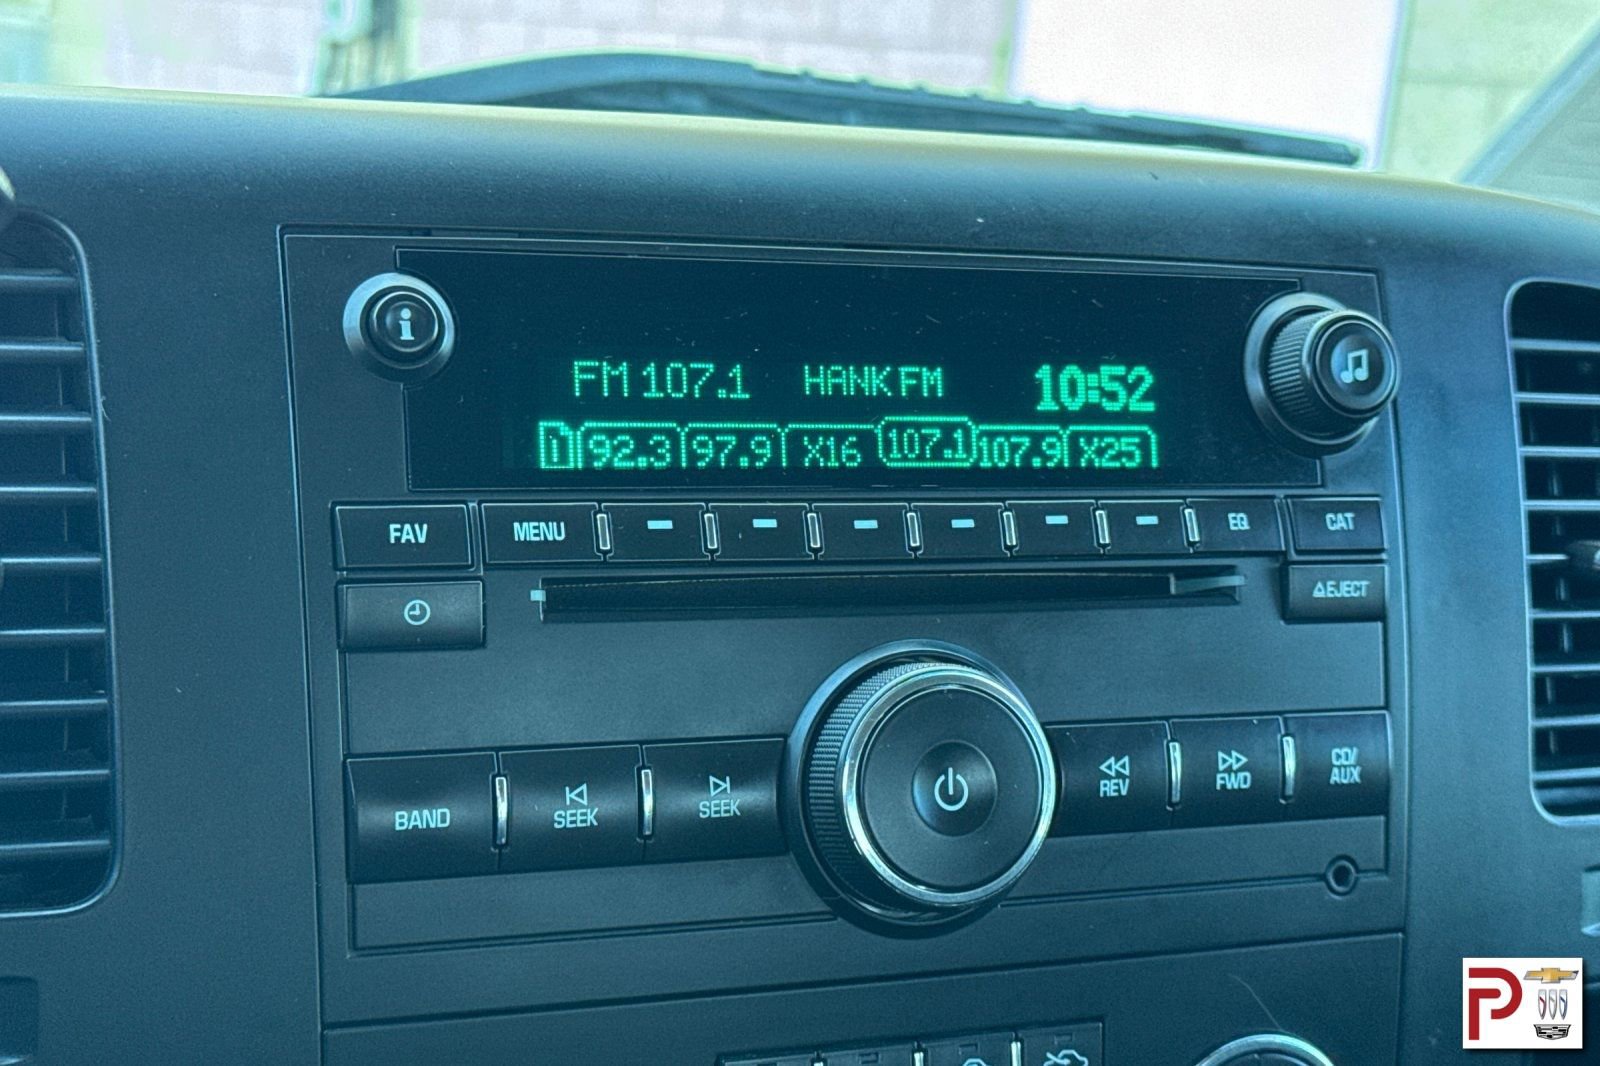 i
FM 107.1 HANK FM 10:52
1 92.3 97.9 X16 107.1 107.9 X25
FAV MENU EQ CAT
EJECT
BAND SEEK SEEK REV FWD CD/
AUX
P